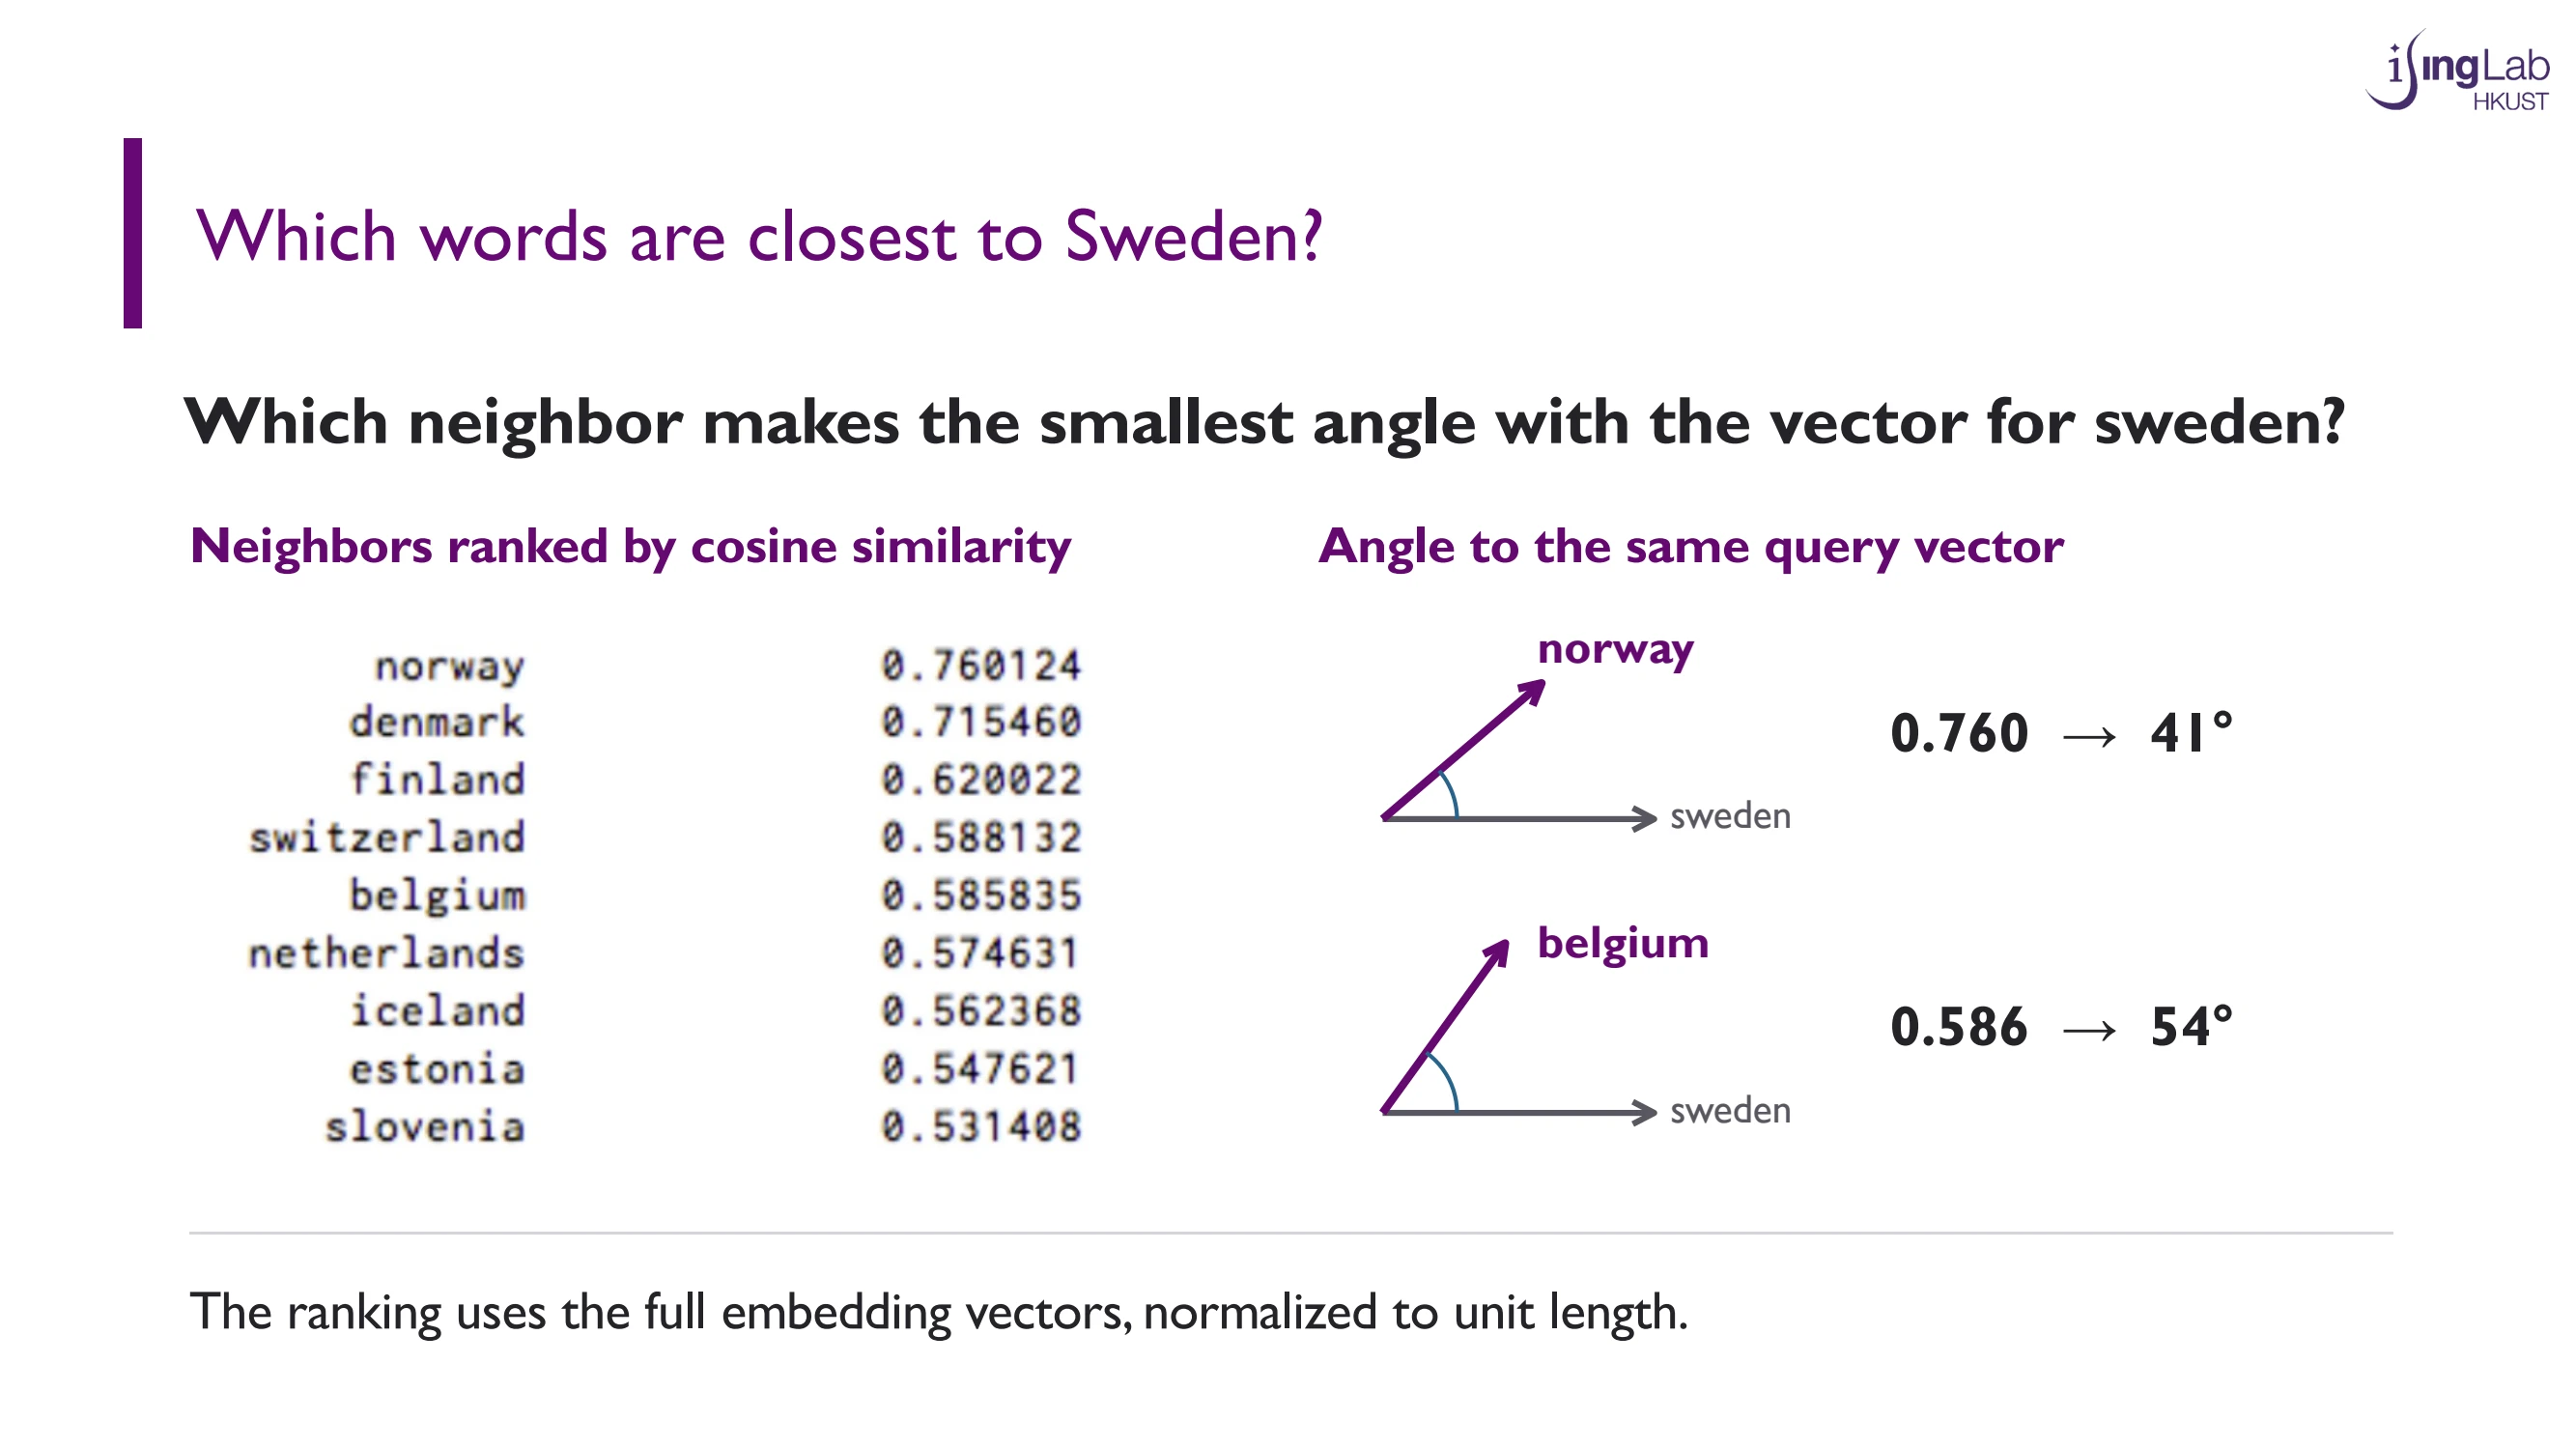 iSingLab
HKUST
Which words are closest to Sweden?
Which neighbor makes the smallest angle with the vector for sweden?
Neighbors ranked by cosine similarity
norway 0.760124
denmark 0.715460
finland 0.620022
switzerland 0.588132
belgium 0.585835
netherlands 0.574631
iceland 0.562368
estonia 0.547621
slovenia 0.531408
Angle to the same query vector
norway
0.760 → 41°
sweden
belgium
0.586 → 54°
sweden
The ranking uses the full embedding vectors, normalized to unit length.